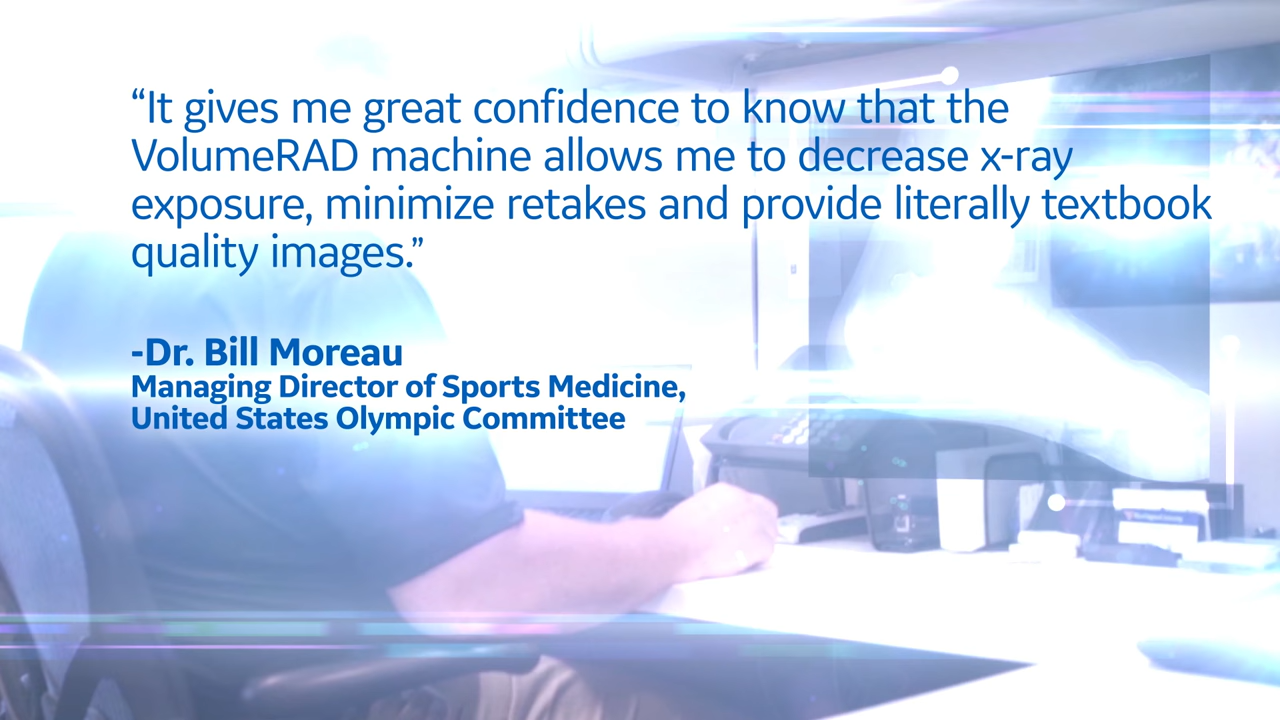 “It gives me great confidence to know that the
VolumeRAD machine allows me to decrease x-ray
exposure, minimize retakes and provide literally textbook
quality images.”
-Dr. Bill Moreau
Managing Director of Sports Medicine,
United States Olympic Committee